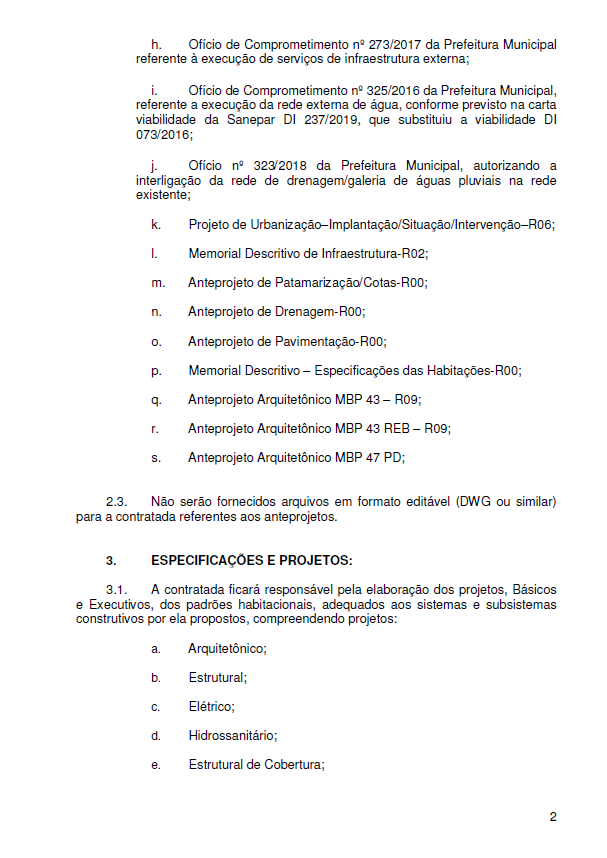 h. Ofício de Comprometimento nº 273/2017 da Prefeitura Municipal
referente à execução de serviços de infraestrutura externa;
i. Ofício de Comprometimento nº 325/2016 da Prefeitura Municipal,
referente a execução da rede externa de água, conforme previsto na carta
viabilidade da Sanepar DI 237/2019, que substituiu a viabilidade DI
073/2016;
j. Ofício nº 323/2018 da Prefeitura Municipal, autorizando a
interligação da rede de drenagem/galeria de águas pluviais na rede
existente;
k. Projeto de Urbanização–Implantação/Situação/Intervenção–R06;
l. Memorial Descritivo de Infraestrutura-R02;
m. Anteprojeto de Patamarização/Cotas-R00;
n. Anteprojeto de Drenagem-R00;
o. Anteprojeto de Pavimentação-R00;
p. Memorial Descritivo – Especificações das Habitações-R00;
q. Anteprojeto Arquitetônico MBP 43 – R09;
r. Anteprojeto Arquitetônico MBP 43 REB – R09;
s. Anteprojeto Arquitetônico MBP 47 PD;
2.3. Não serão fornecidos arquivos em formato editável (DWG ou similar)
para a contratada referentes aos anteprojetos.
3. ESPECIFICAÇÕES E PROJETOS:
3.1. A contratada ficará responsável pela elaboração dos projetos, Básicos
e Executivos, dos padrões habitacionais, adequados aos sistemas e subsistemas
construtivos por ela propostos, compreendendo projetos:
a. Arquitetônico;
b. Estrutural;
c. Elétrico;
d. Hidrossanitário;
e. Estrutural de Cobertura;
2